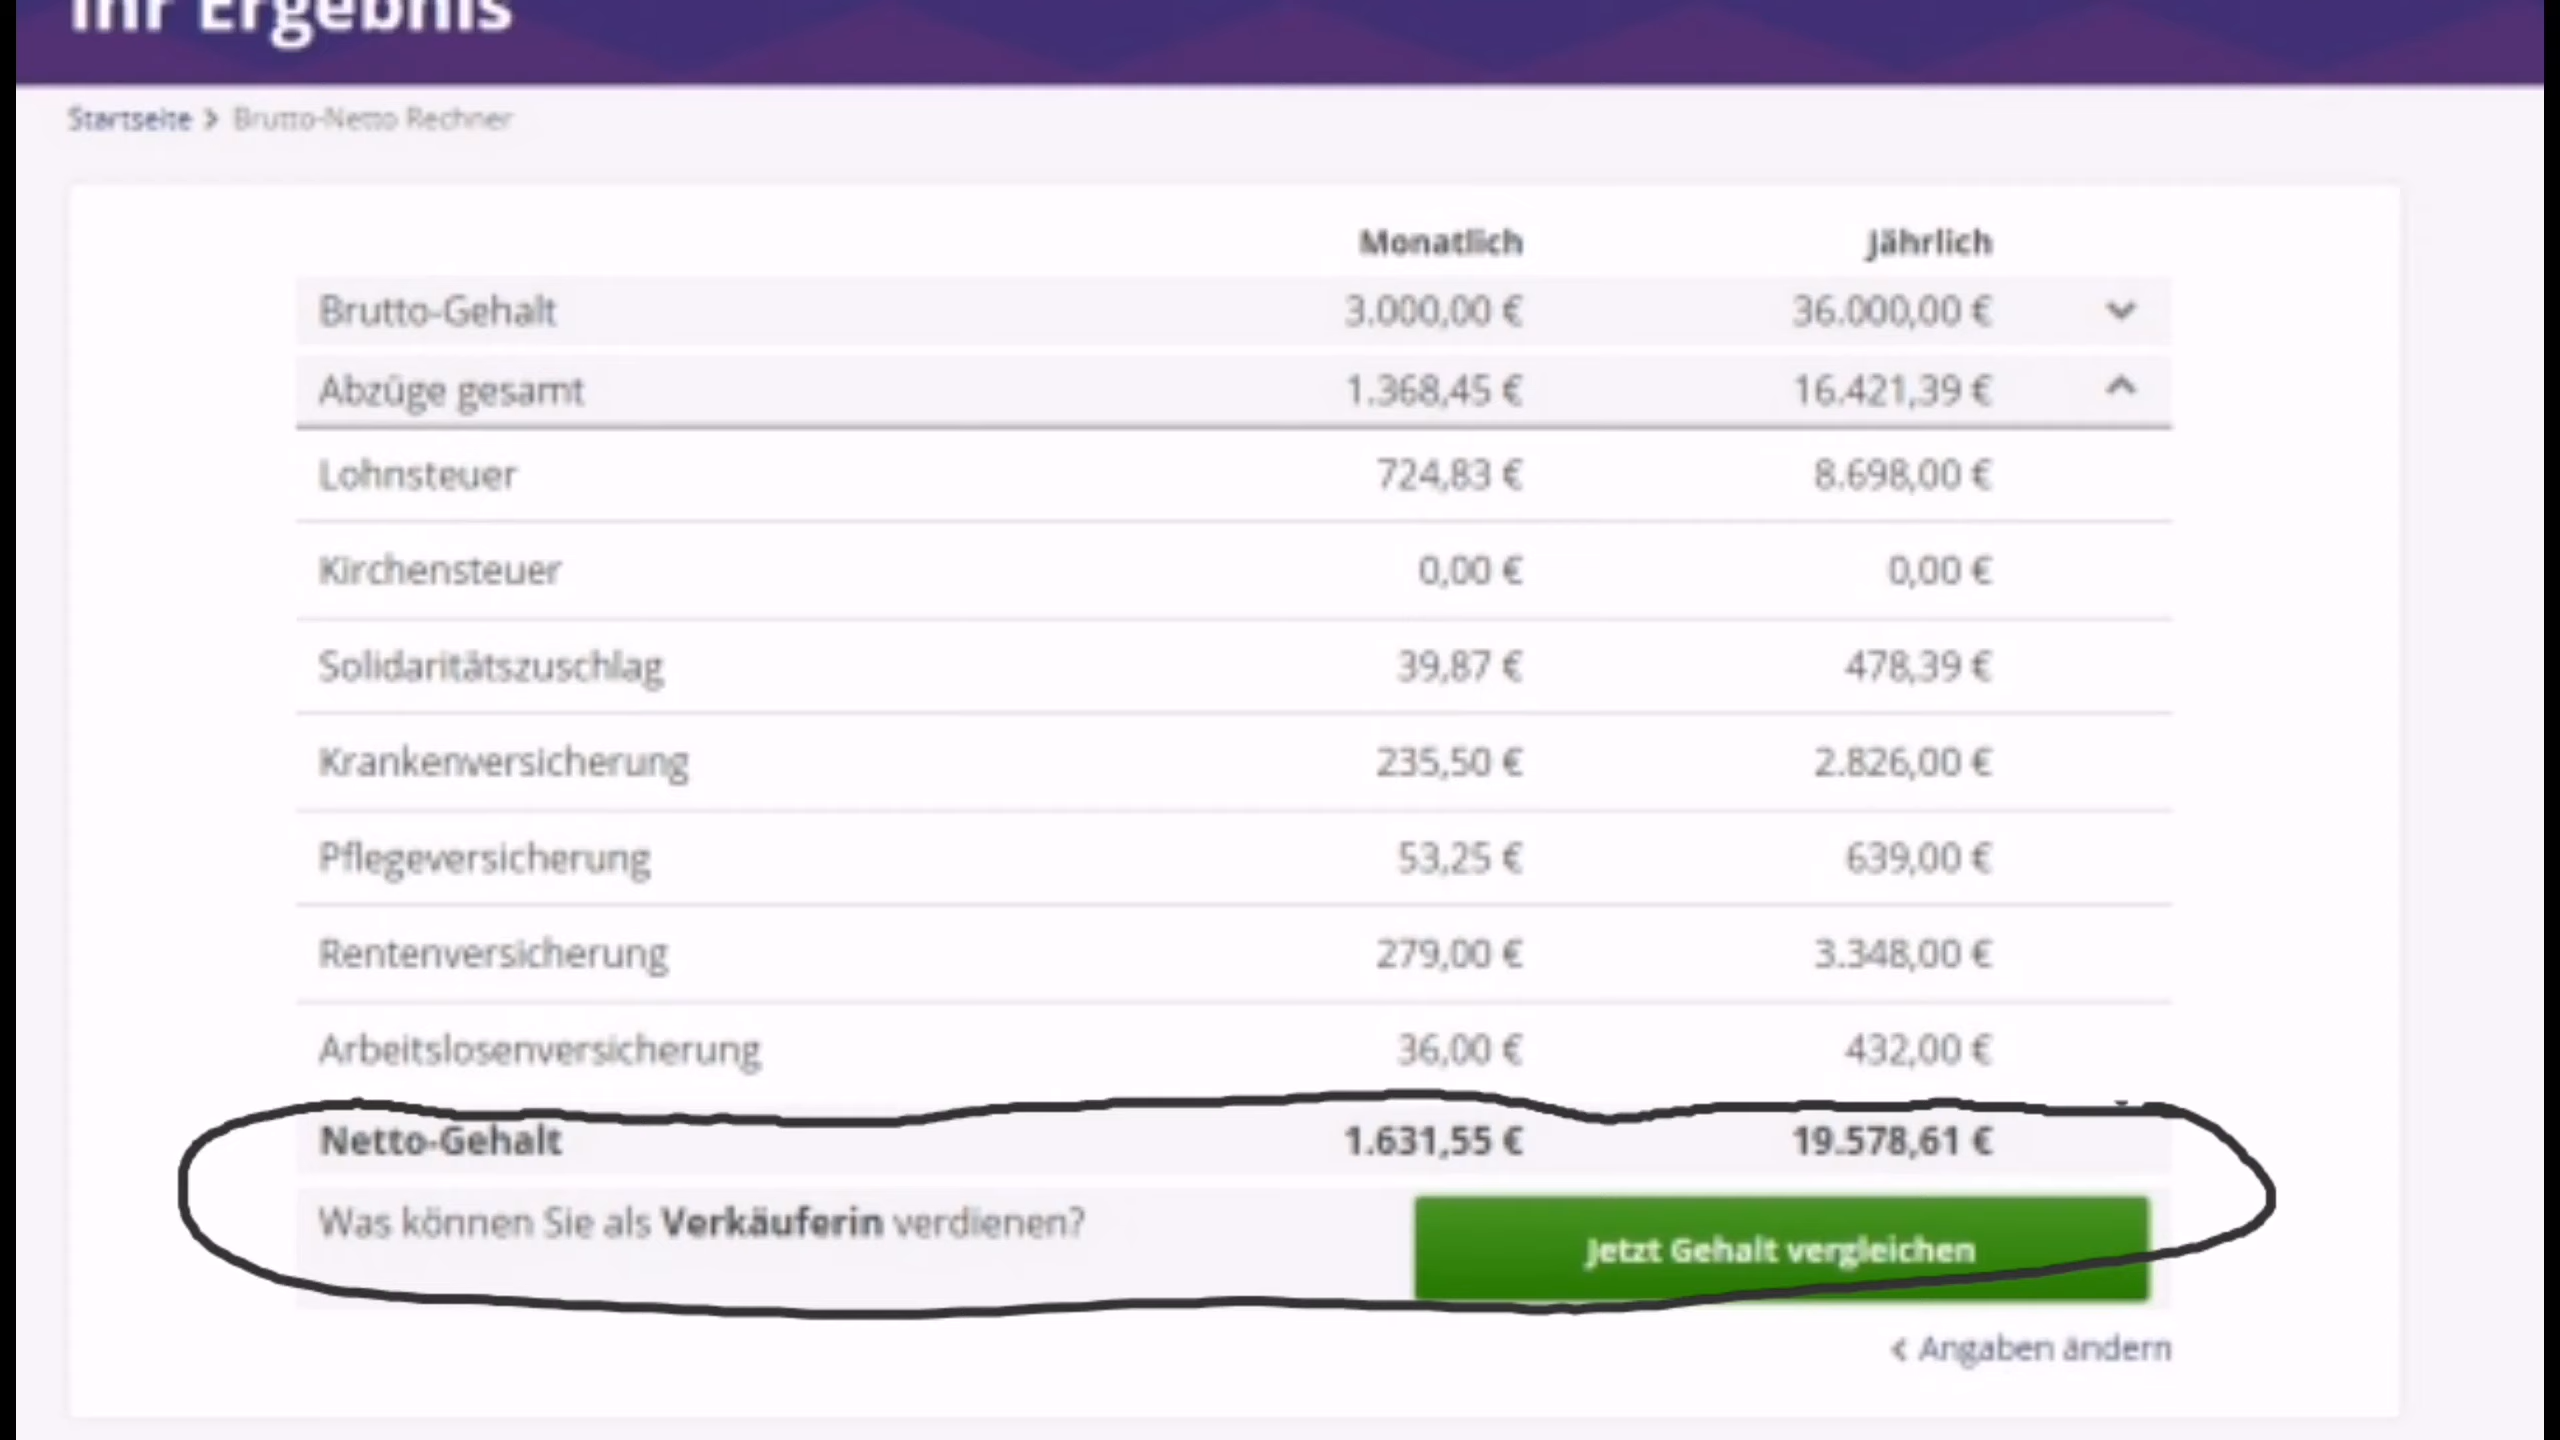 Ihr Ergebnis
Startseite > Brutto-Netto Rechner
Monatlich Jährlich
Brutto-Gehalt 3.000,00 € 36.000,00 €
Abzüge gesamt 1.368,45 € 16.421,39 €
Lohnsteuer 724,83 € 8.698,00 €
Kirchensteuer 0,00 € 0,00 €
Solidaritätszuschlag 39,87 € 478,39 €
Krankenversicherung 235,50 € 2.826,00 €
Pflegeversicherung 53,25 € 639,00 €
Rentenversicherung 279,00 € 3.348,00 €
Arbeitslosenversicherung 36,00 € 432,00 €
Netto-Gehalt 1.631,55 € 19.578,61 €
Was können Sie als Verkäuferin verdienen? Jetzt Gehalt vergleichen
< Angaben ändern